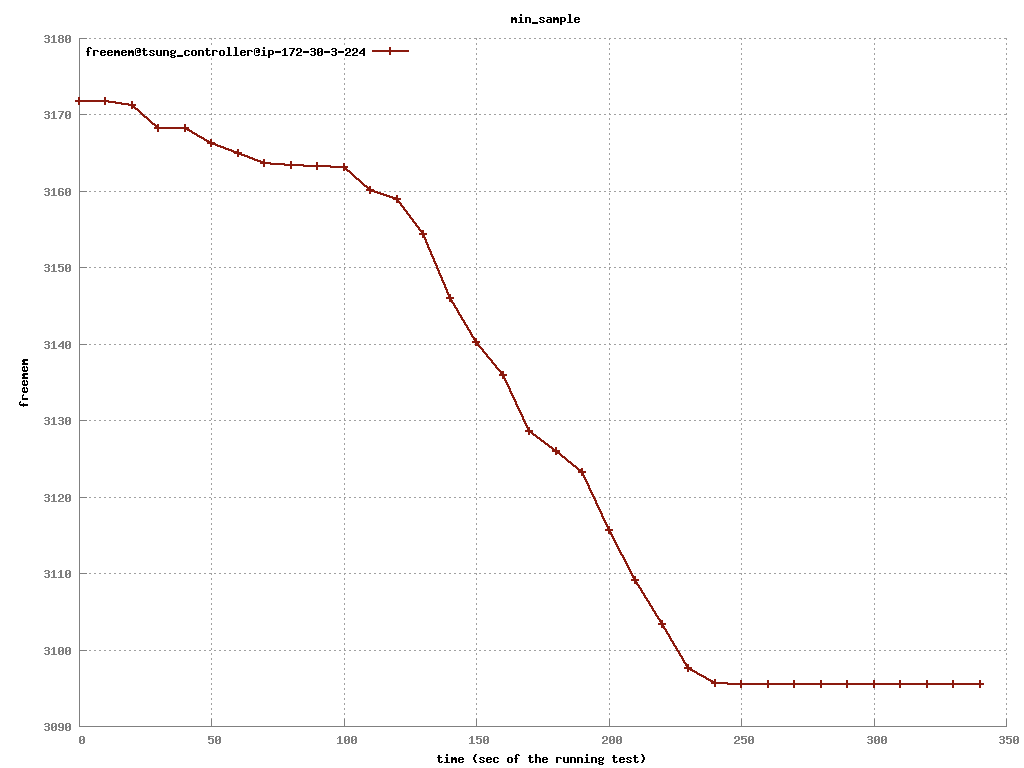 min_sample
freemem@tsung_controller@ip-172-30-3-224
3180
3170
3160
3150
3140
3130
3120
3110
3100
3090
freemem
0 50 100 150 200 250 300 350
time (sec of the running test)